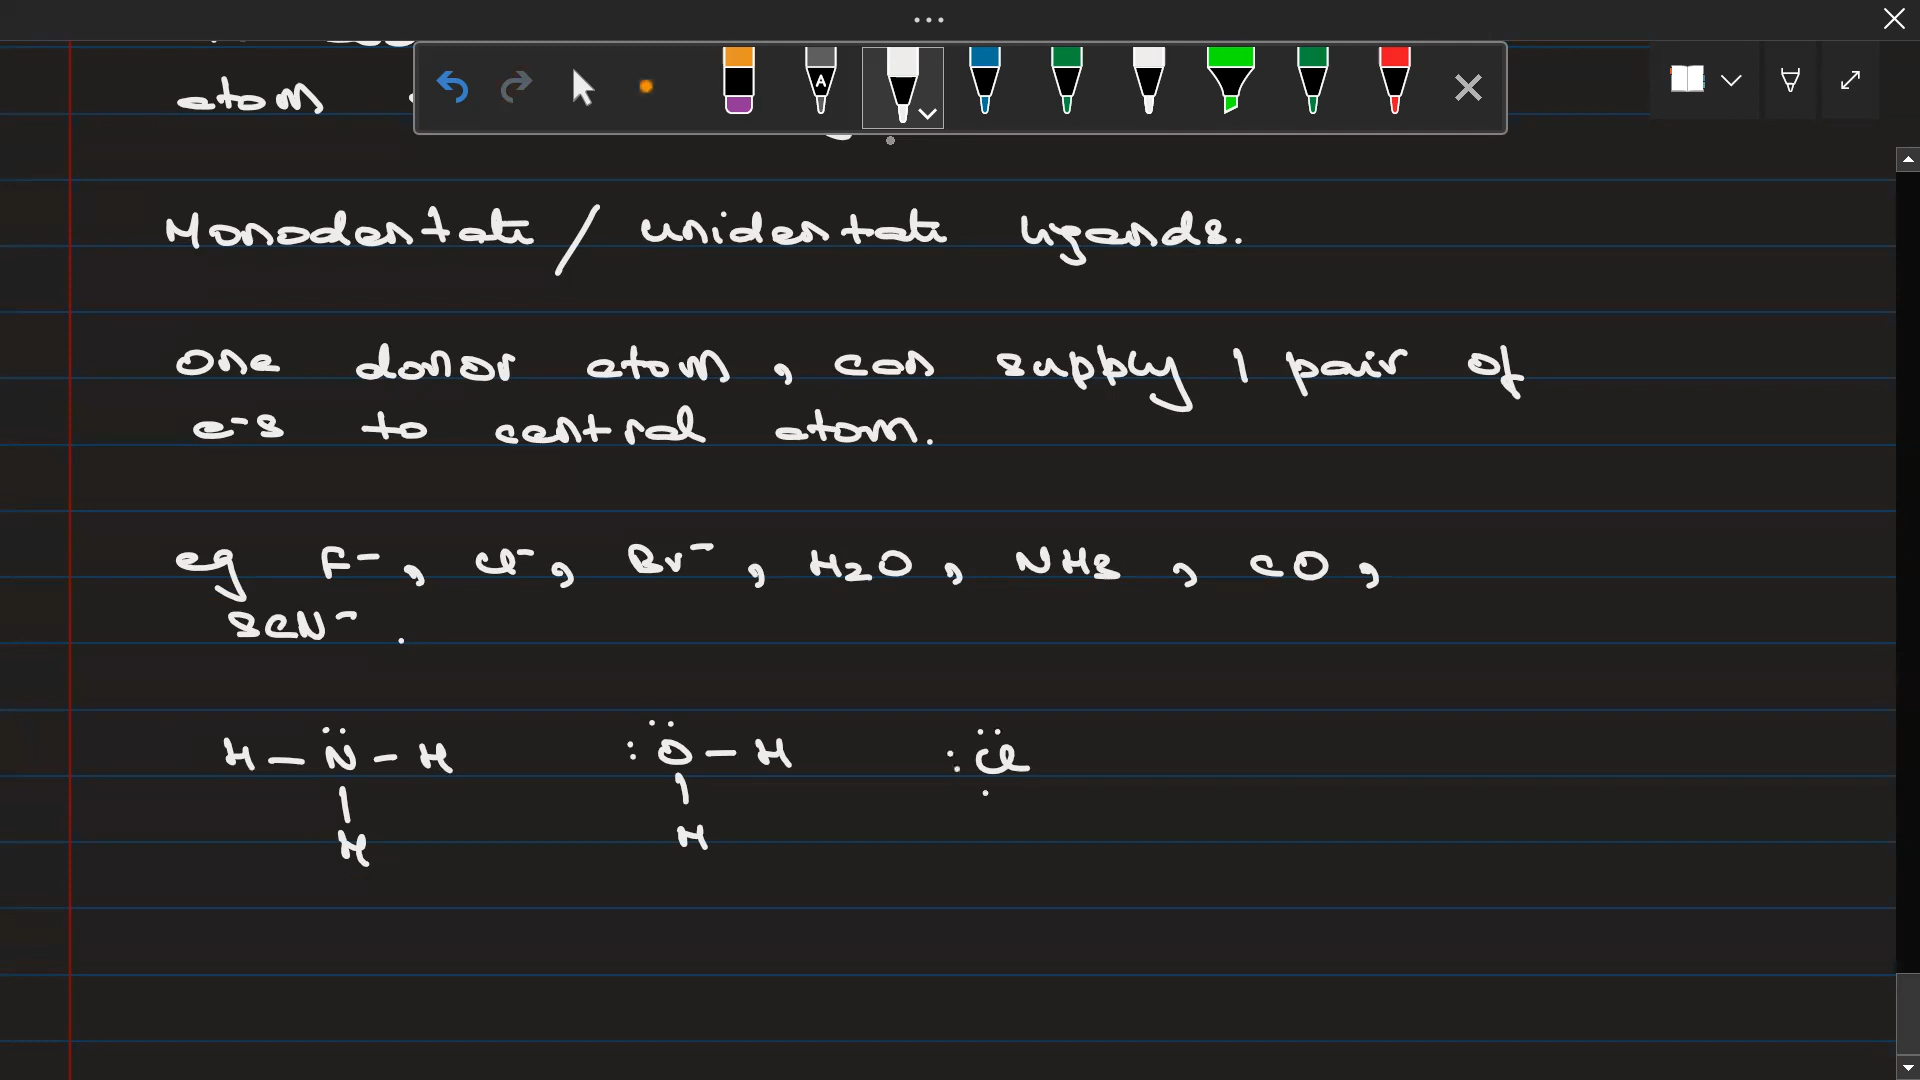 atom
Monodentate / unidentate ligands.
One donor atom, can supply 1 pair of
e-s to central atom.
eg F-, Cl-, Br-, H2O, NH3, CO,
SCN-.
H-N-H :O-H :Cl
H H